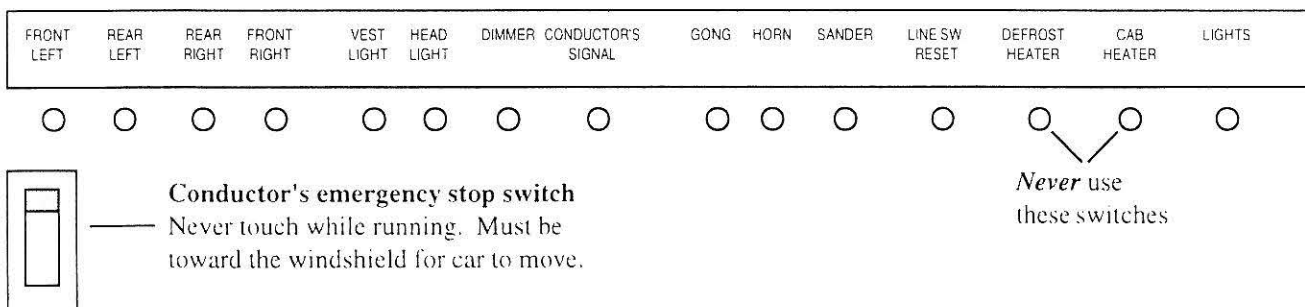 FRONT LEFT
REAR LEFT
REAR RIGHT
FRONT RIGHT
VEST LIGHT
HEAD LIGHT
DIMMER
CONDUCTOR'S SIGNAL
GONG
HORN
SANDER
LINE SW RESET
DEFROST HEATER
CAB HEATER
LIGHTS
Conductor's emergency stop switch
Never touch while running. Must be
toward the windshield for car to move.
Never use
these switches